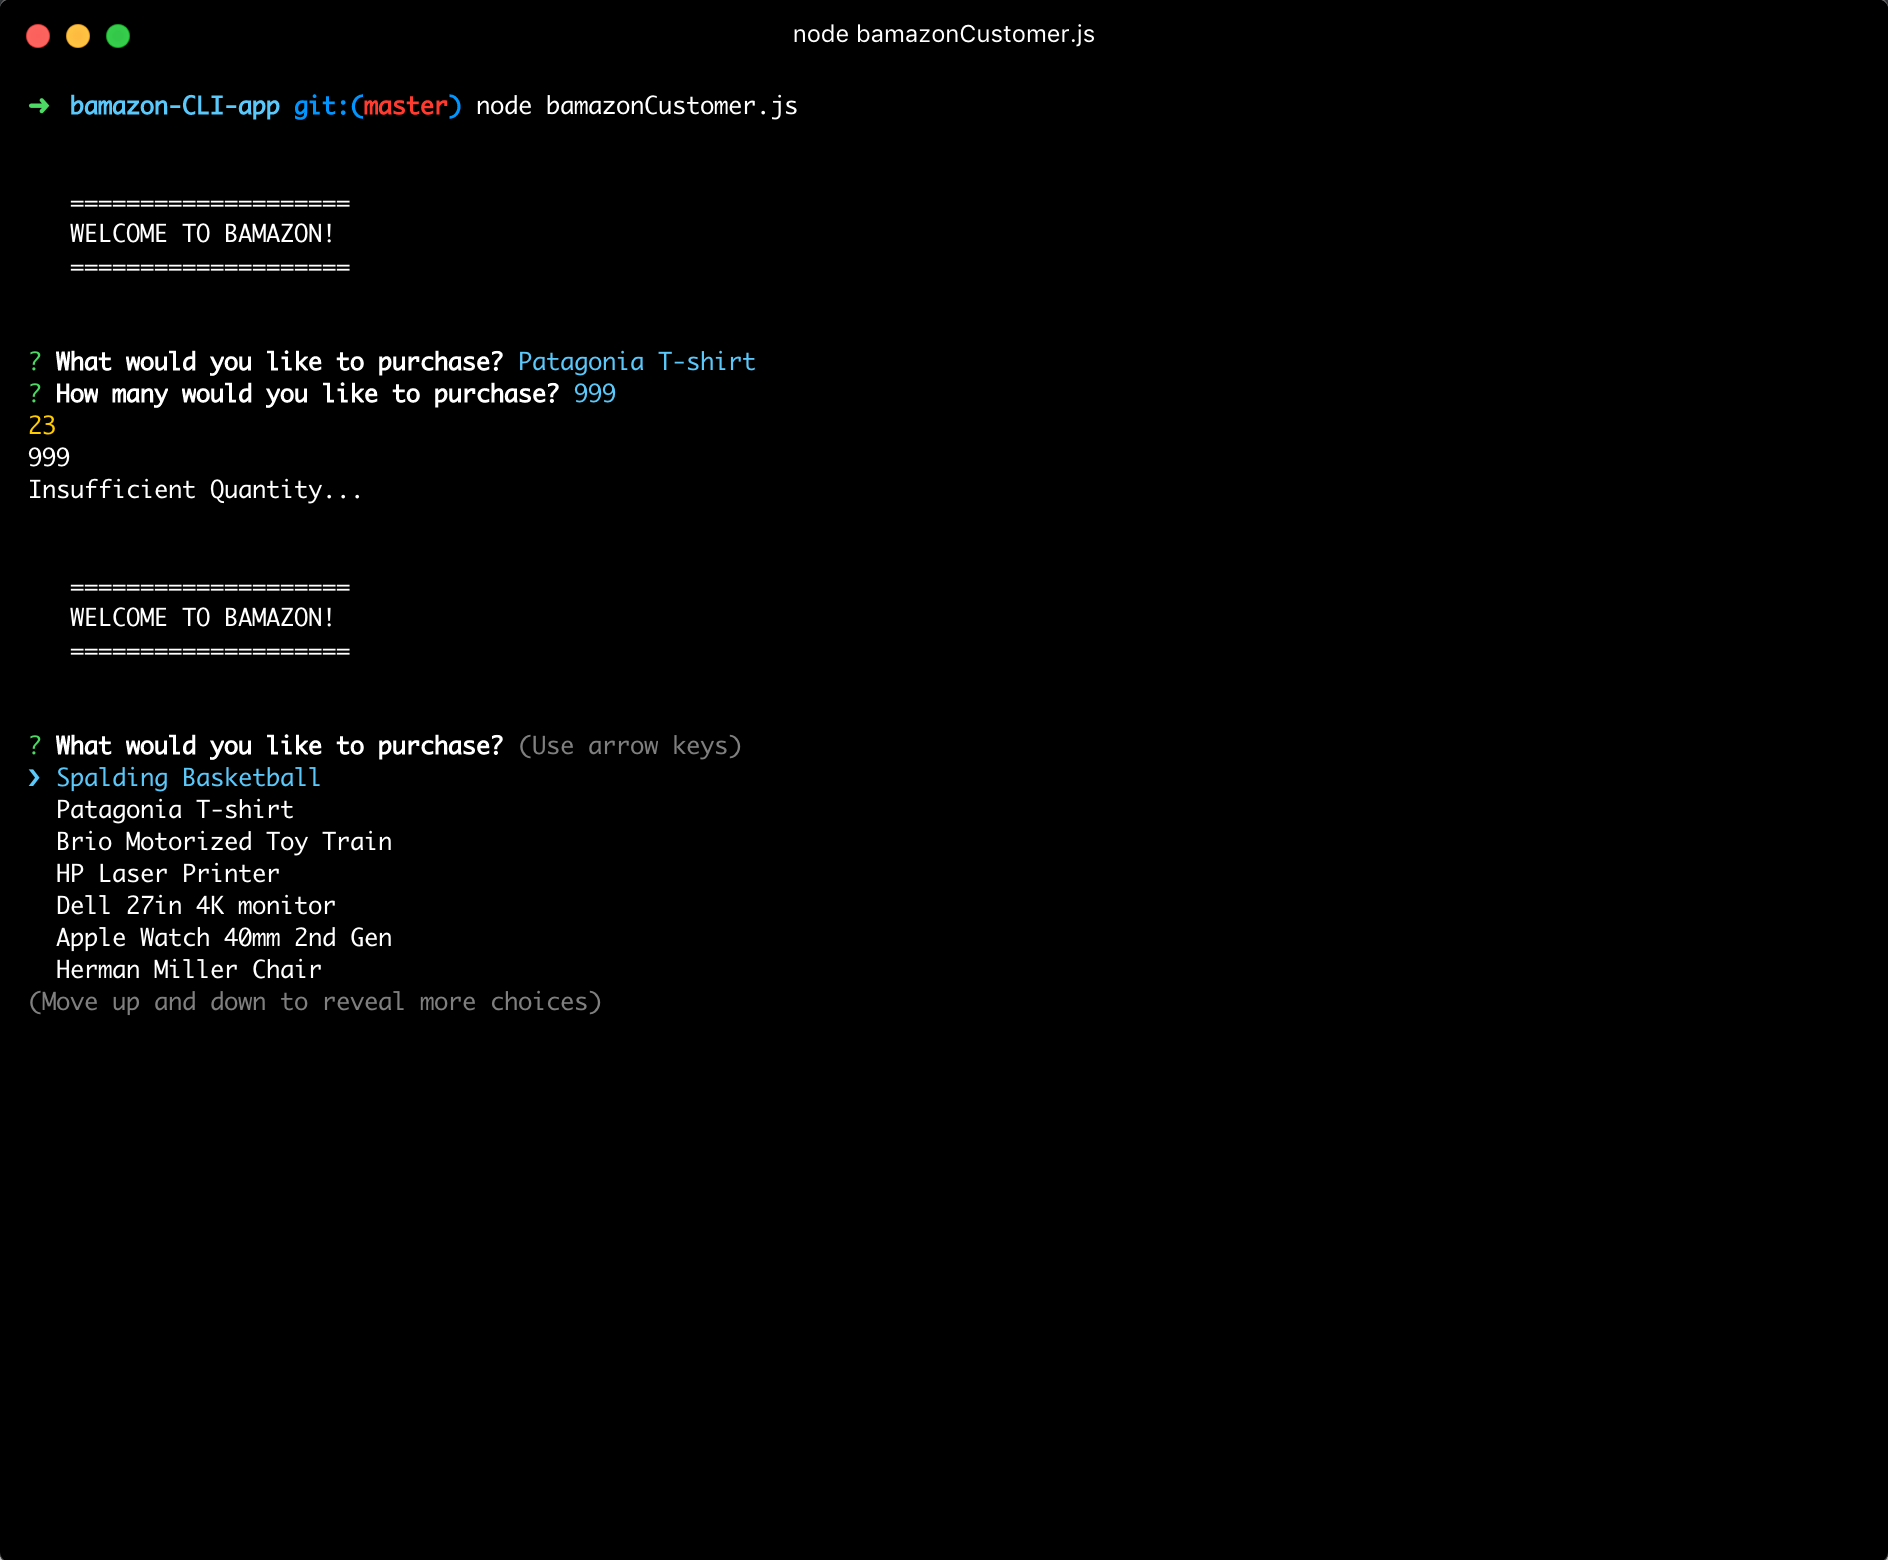 node bamazonCustomer.js
➜ bamazon-CLI-app git:(master) node bamazonCustomer.js
====================
WELCOME TO BAMAZON!
====================
? What would you like to purchase? Patagonia T-shirt
? How many would you like to purchase? 999
23
999
Insufficient Quantity...
====================
WELCOME TO BAMAZON!
====================
? What would you like to purchase? (Use arrow keys)
❯ Spalding Basketball
Patagonia T-shirt
Brio Motorized Toy Train
HP Laser Printer
Dell 27in 4K monitor
Apple Watch 40mm 2nd Gen
Herman Miller Chair
(Move up and down to reveal more choices)